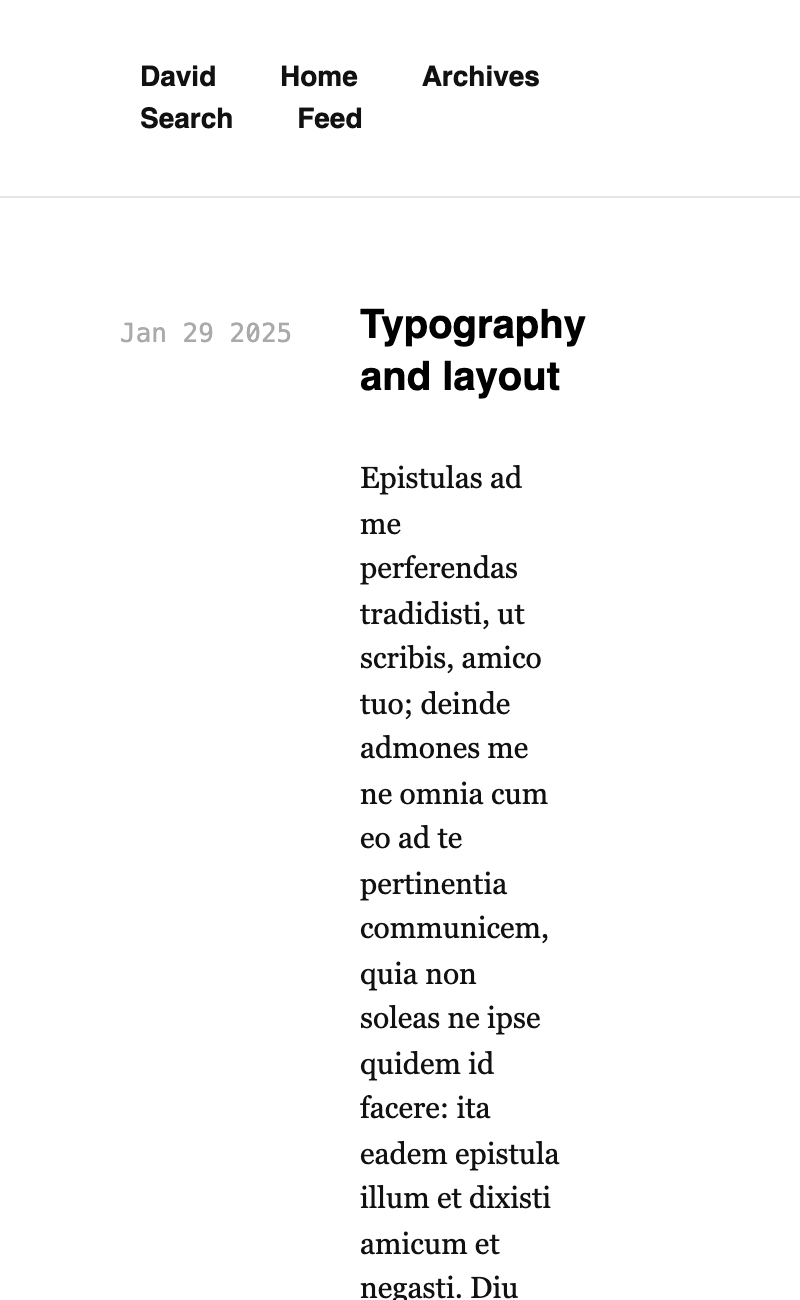 David Home Archives
Search Feed
Jan 29 2025
Typography
and layout
Epistulas ad
me
perferendas
tradidisti, ut
scribis, amico
tuo; deinde
admones me
ne omnia cum
eo ad te
pertinentia
communicem,
quia non
soleas ne ipse
quidem id
facere: ita
eadem epistula
illum et dixisti
amicum et
negasti. Diu